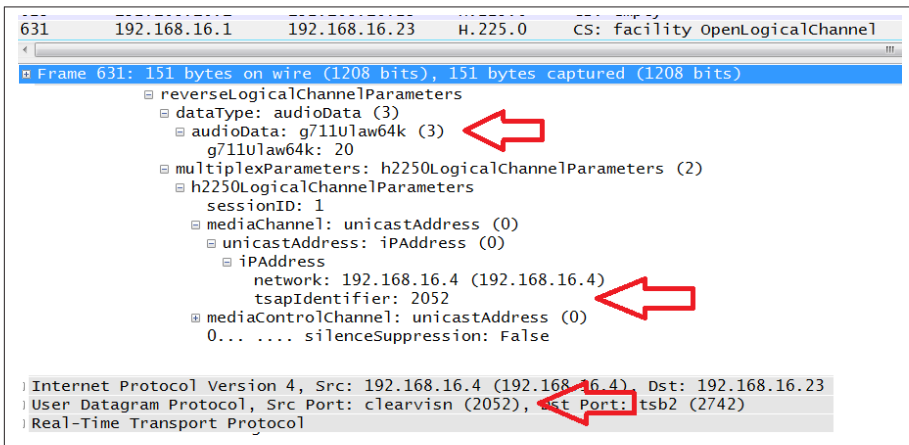 631 192.168.16.1 192.168.16.23 H.225.0 CS: facility OpenLogicalChannel
Frame 631: 151 bytes on wire (1208 bits), 151 bytes captured (1208 bits)
reverseLogicalChannelParameters
dataType: audioData (3)
audioData: g711Ulaw64k (3)
g711Ulaw64k: 20
multiplexParameters: h2250LogicalChannelParameters (2)
h2250LogicalChannelParameters
sessionID: 1
mediaChannel: unicastAddress (0)
unicastAddress: iPAddress (0)
iPAddress
network: 192.168.16.4 (192.168.16.4)
tsapIdentifier: 2052
mediaControlChannel: unicastAddress (0)
0... .... silenceSuppression: False
Internet Protocol Version 4, Src: 192.168.16.4 (192.168.16.4), Dst: 192.168.16.23
User Datagram Protocol, Src Port: clearvisn (2052), Dst Port: tsb2 (2742)
Real-Time Transport Protocol